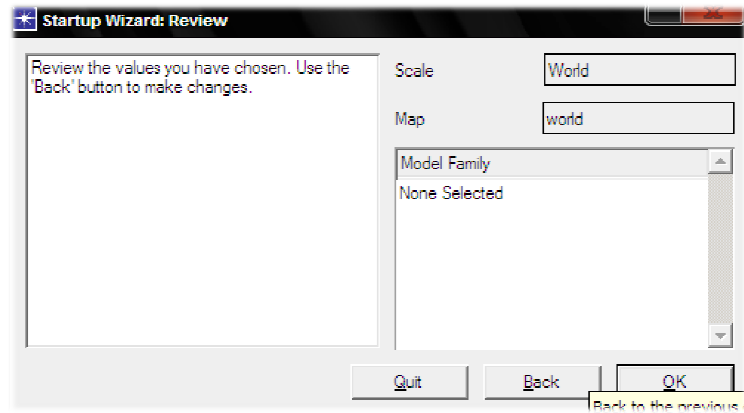 Startup Wizard: Review
Review the values you have chosen. Use the
'Back' button to make changes.
Scale
World
Map
world
Model Family
None Selected
Quit
Back
OK
Back to the previous